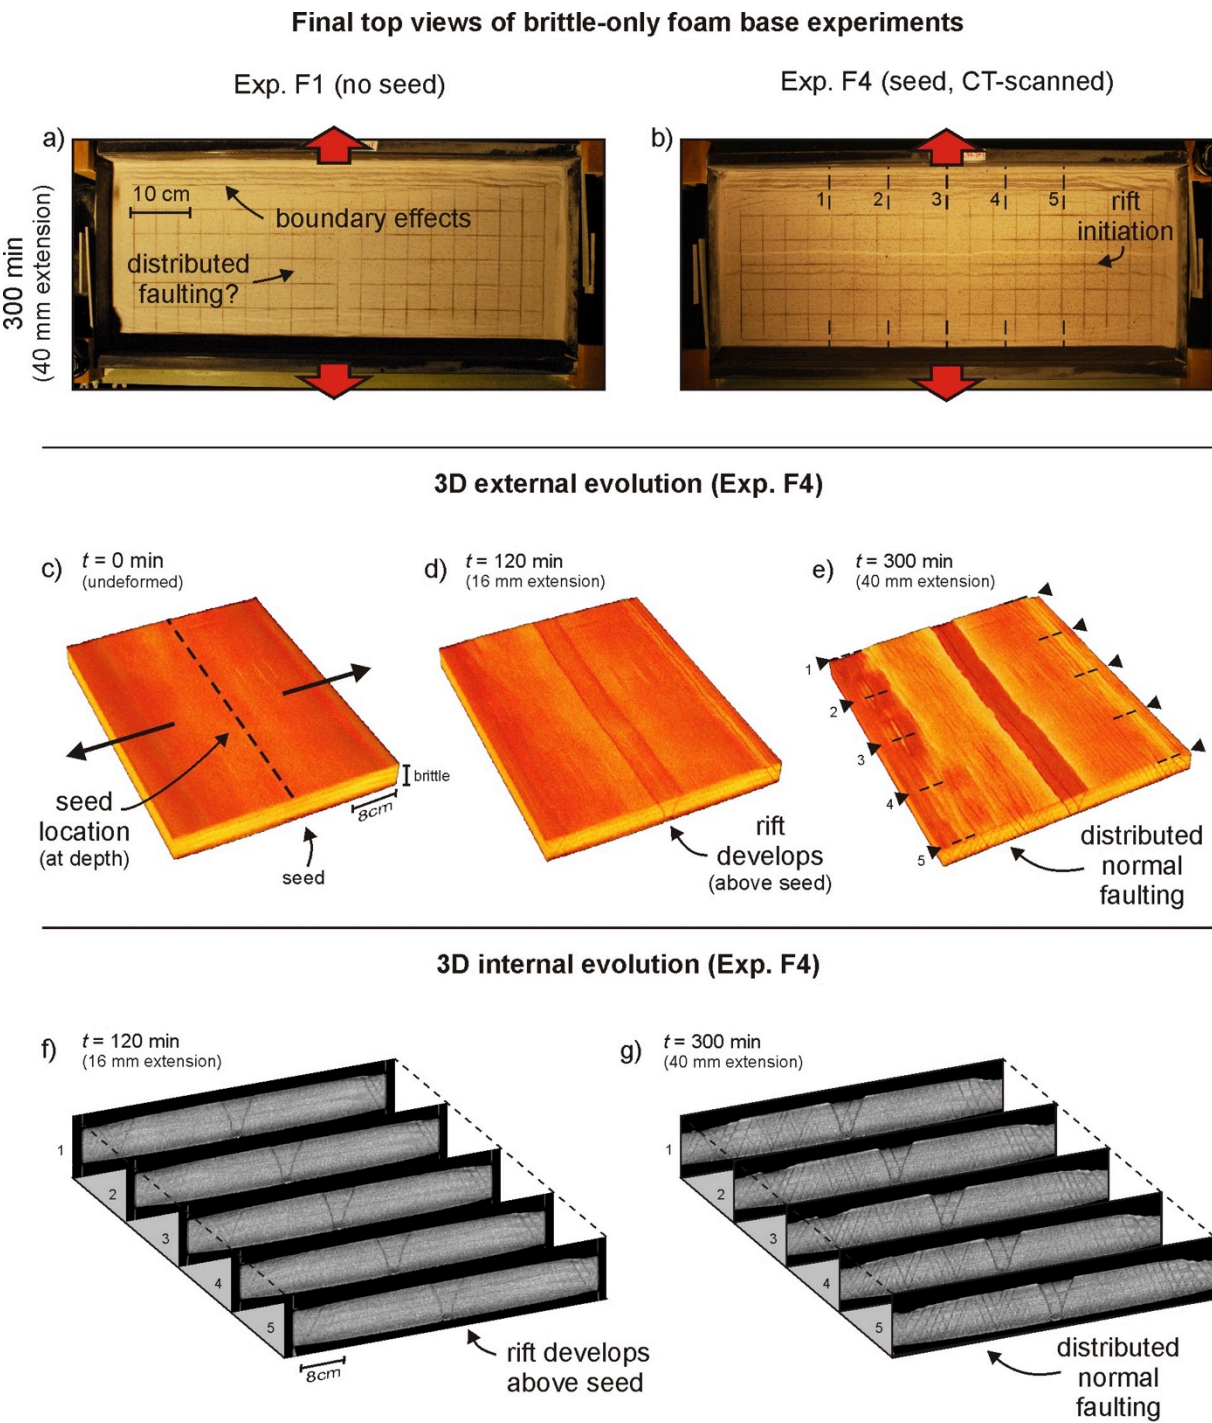 Final top views of brittle-only foam base experiments
Exp. F1 (no seed)
Exp. F4 (seed, CT-scanned)
a)
b)
300 min
(40 mm extension)
10 cm
boundary effects
distributed
faulting?
1
2
3
4
5
rift
initiation
3D external evolution (Exp. F4)
c)
t = 0 min
(undeformed)
d)
t = 120 min
(16 mm extension)
e)
t = 300 min
(40 mm extension)
brittle
8cm
seed
location
(at depth)
seed
rift
develops
(above seed)
1
2
3
4
5
distributed
normal
faulting
3D internal evolution (Exp. F4)
f)
t = 120 min
(16 mm extension)
g)
t = 300 min
(40 mm extension)
1
2
3
4
5
8cm
rift develops
above seed
1
2
3
4
5
distributed
normal
faulting